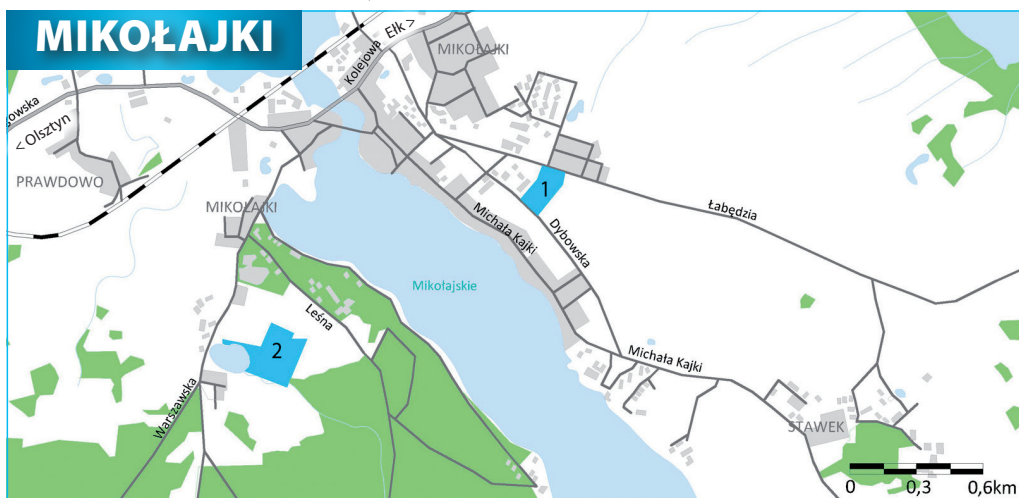 MIKOŁAJKI
Ełk >
MIKOŁAJKI
Kolejowa
gowska
< Olsztyn
PRAWDOWO
MIKOŁAJKI
1
Łabędzia
Michała Kajki
Dybowska
Mikołajskie
Leśna
2
Michała Kajki
Warszawska
STAWEK
0 0,3 0,6km